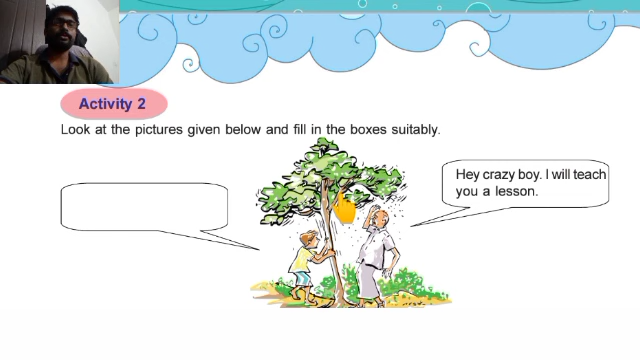 Activity 2
Look at the pictures given below and fill in the boxes suitably.
Hey crazy boy. I will teach
you a lesson.